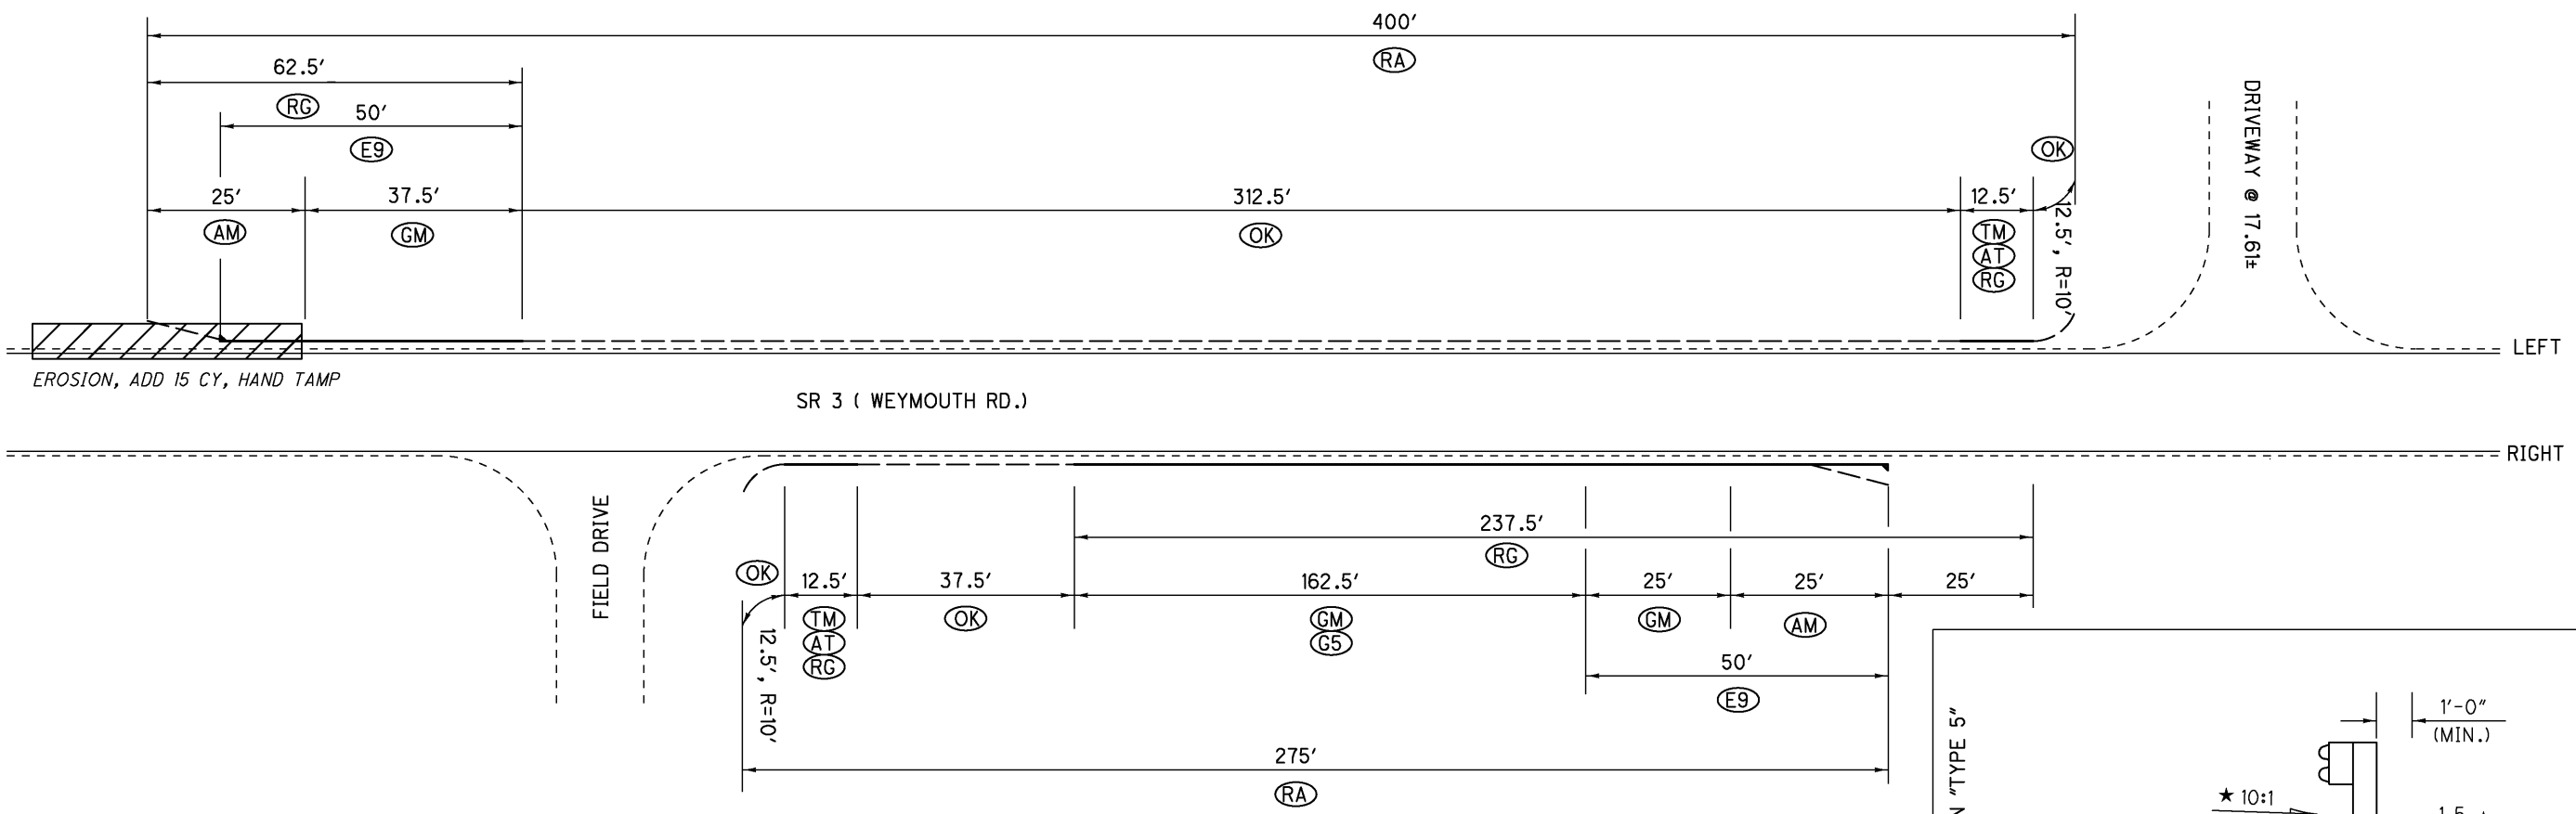 400′
RA
62.5′
RG
50′
E9
25′
AM
37.5′
GM
312.5′
OK
12.5′
TM
AT
RG
OK
12.5′, R=10′
DRIVEWAY @ 17.61±
LEFT
EROSION, ADD 15 CY, HAND TAMP
SR 3 ( WEYMOUTH RD.)
RIGHT
FIELD DRIVE
237.5′
RG
OK
12.5′
TM
AT
RG
37.5′
OK
162.5′
GM
G5
25′
GM
25′
AM
25′
50′
E9
12.5′, R=10′
275′
RA
"TYPE 5"
1′-0″
(MIN.)
★ 10:1